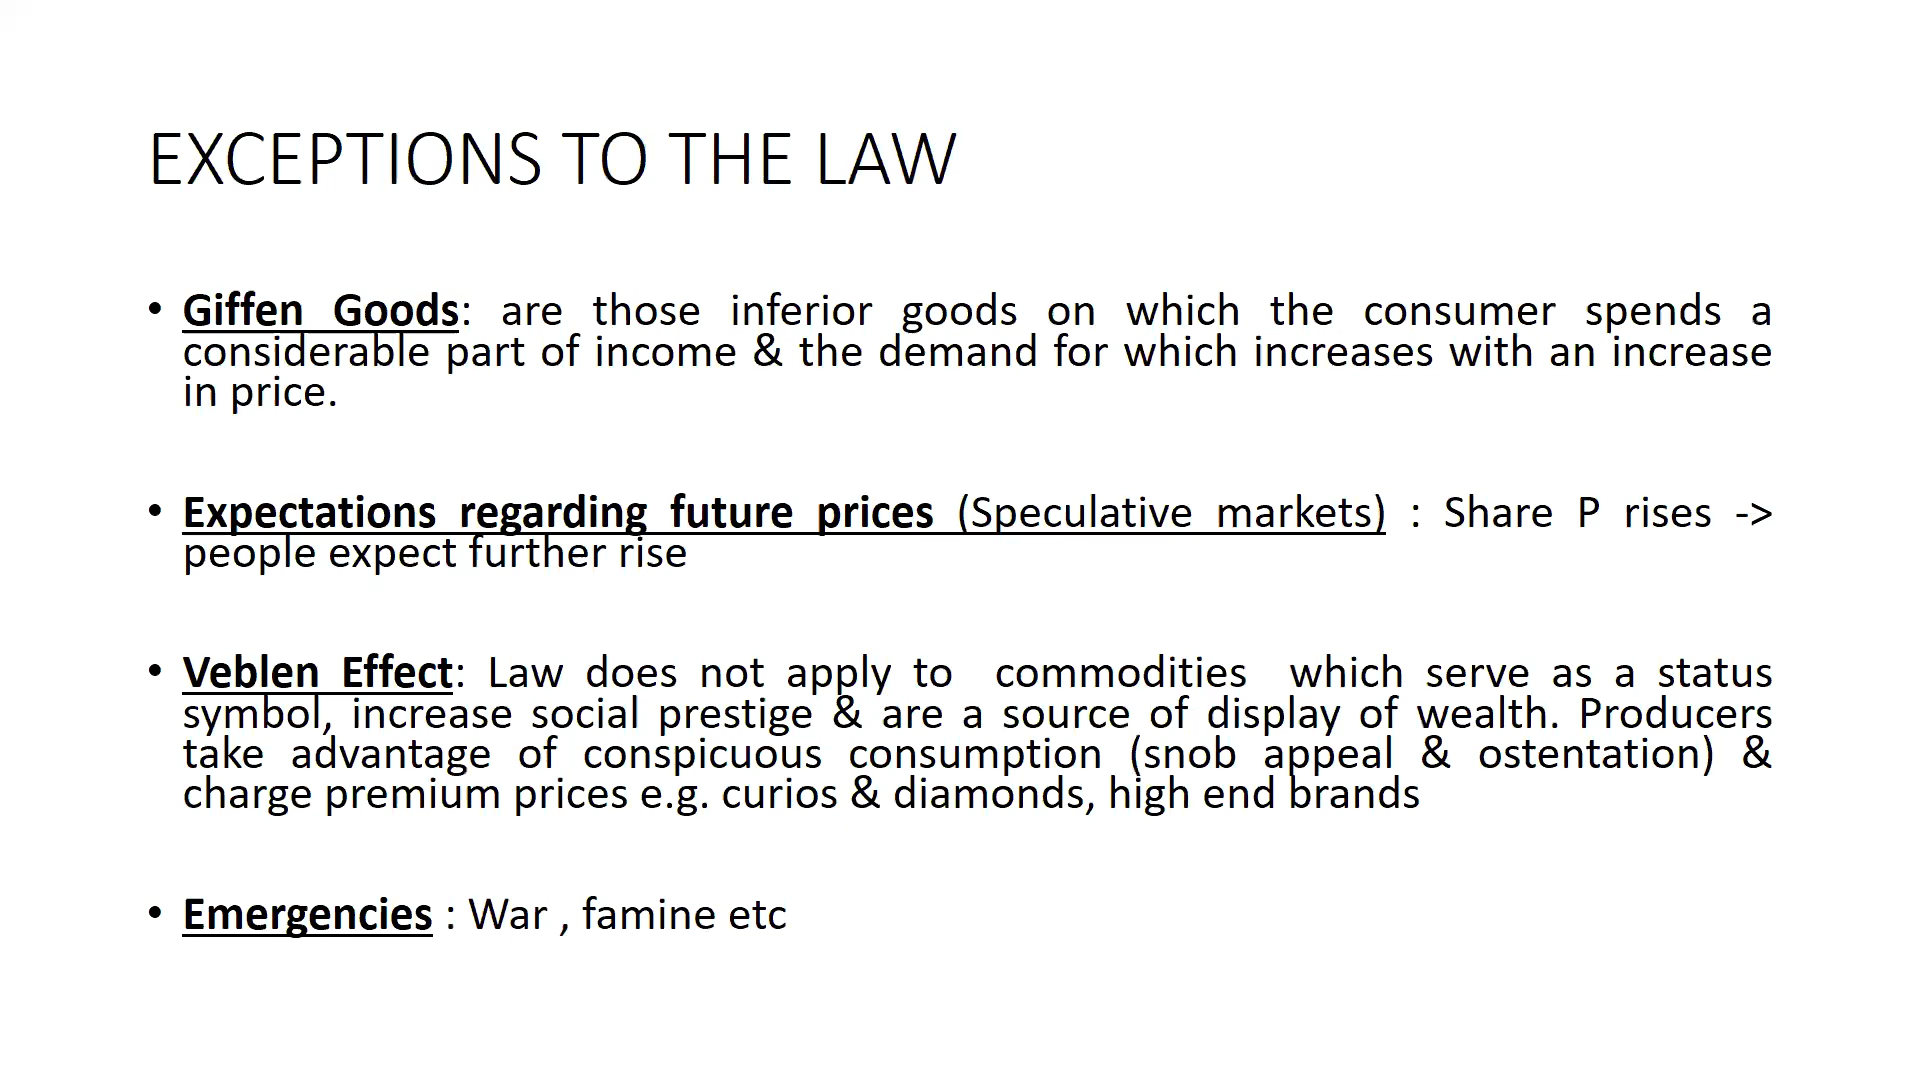 EXCEPTIONS TO THE LAW
• Giffen Goods: are those inferior goods on which the consumer spends a
considerable part of income & the demand for which increases with an increase
in price.
• Expectations regarding future prices (Speculative markets) : Share P rises ->
people expect further rise
• Veblen Effect: Law does not apply to commodities which serve as a status
symbol, increase social prestige & are a source of display of wealth. Producers
take advantage of conspicuous consumption (snob appeal & ostentation) &
charge premium prices e.g. curios & diamonds, high end brands
• Emergencies : War , famine etc